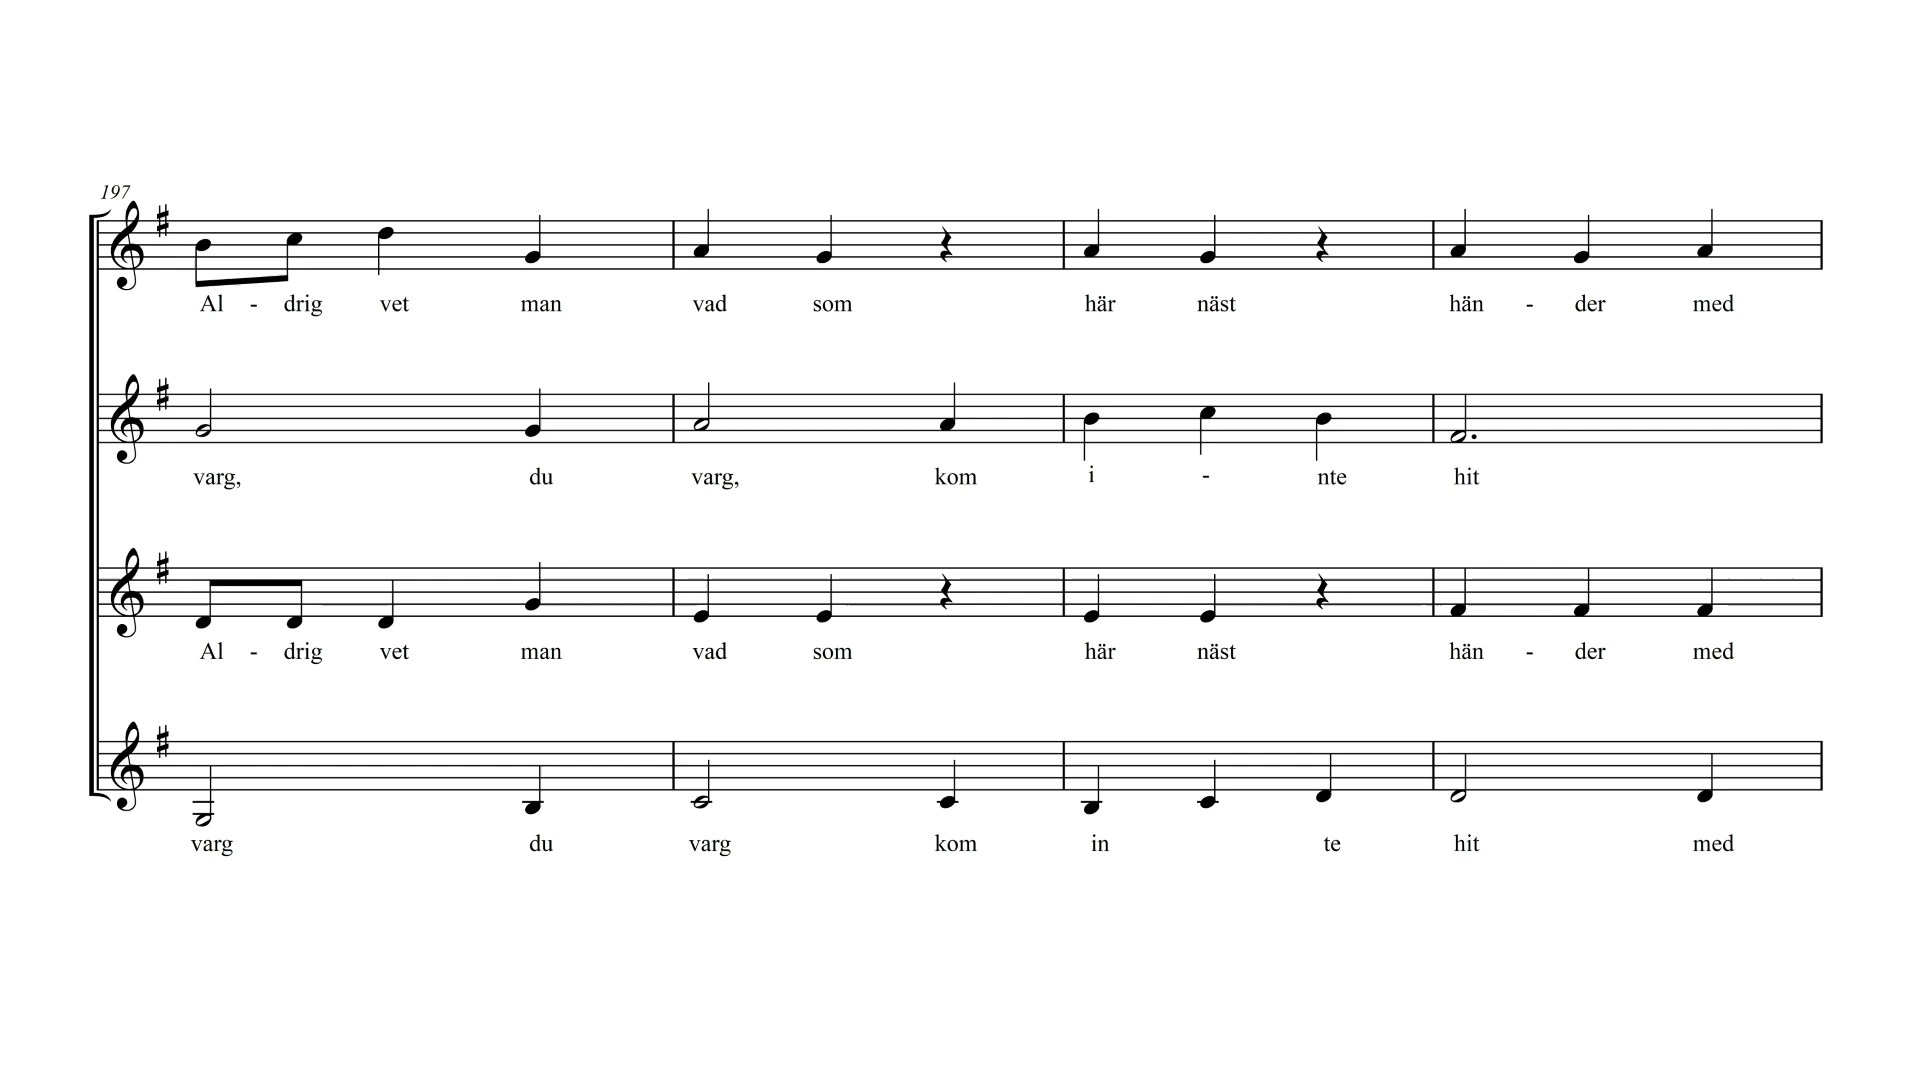 197
Al - drig vet man vad som här näst hän - der med
varg, du varg, kom i - nte hit
Al - drig vet man vad som här näst hän - der med
varg du varg kom in te hit med